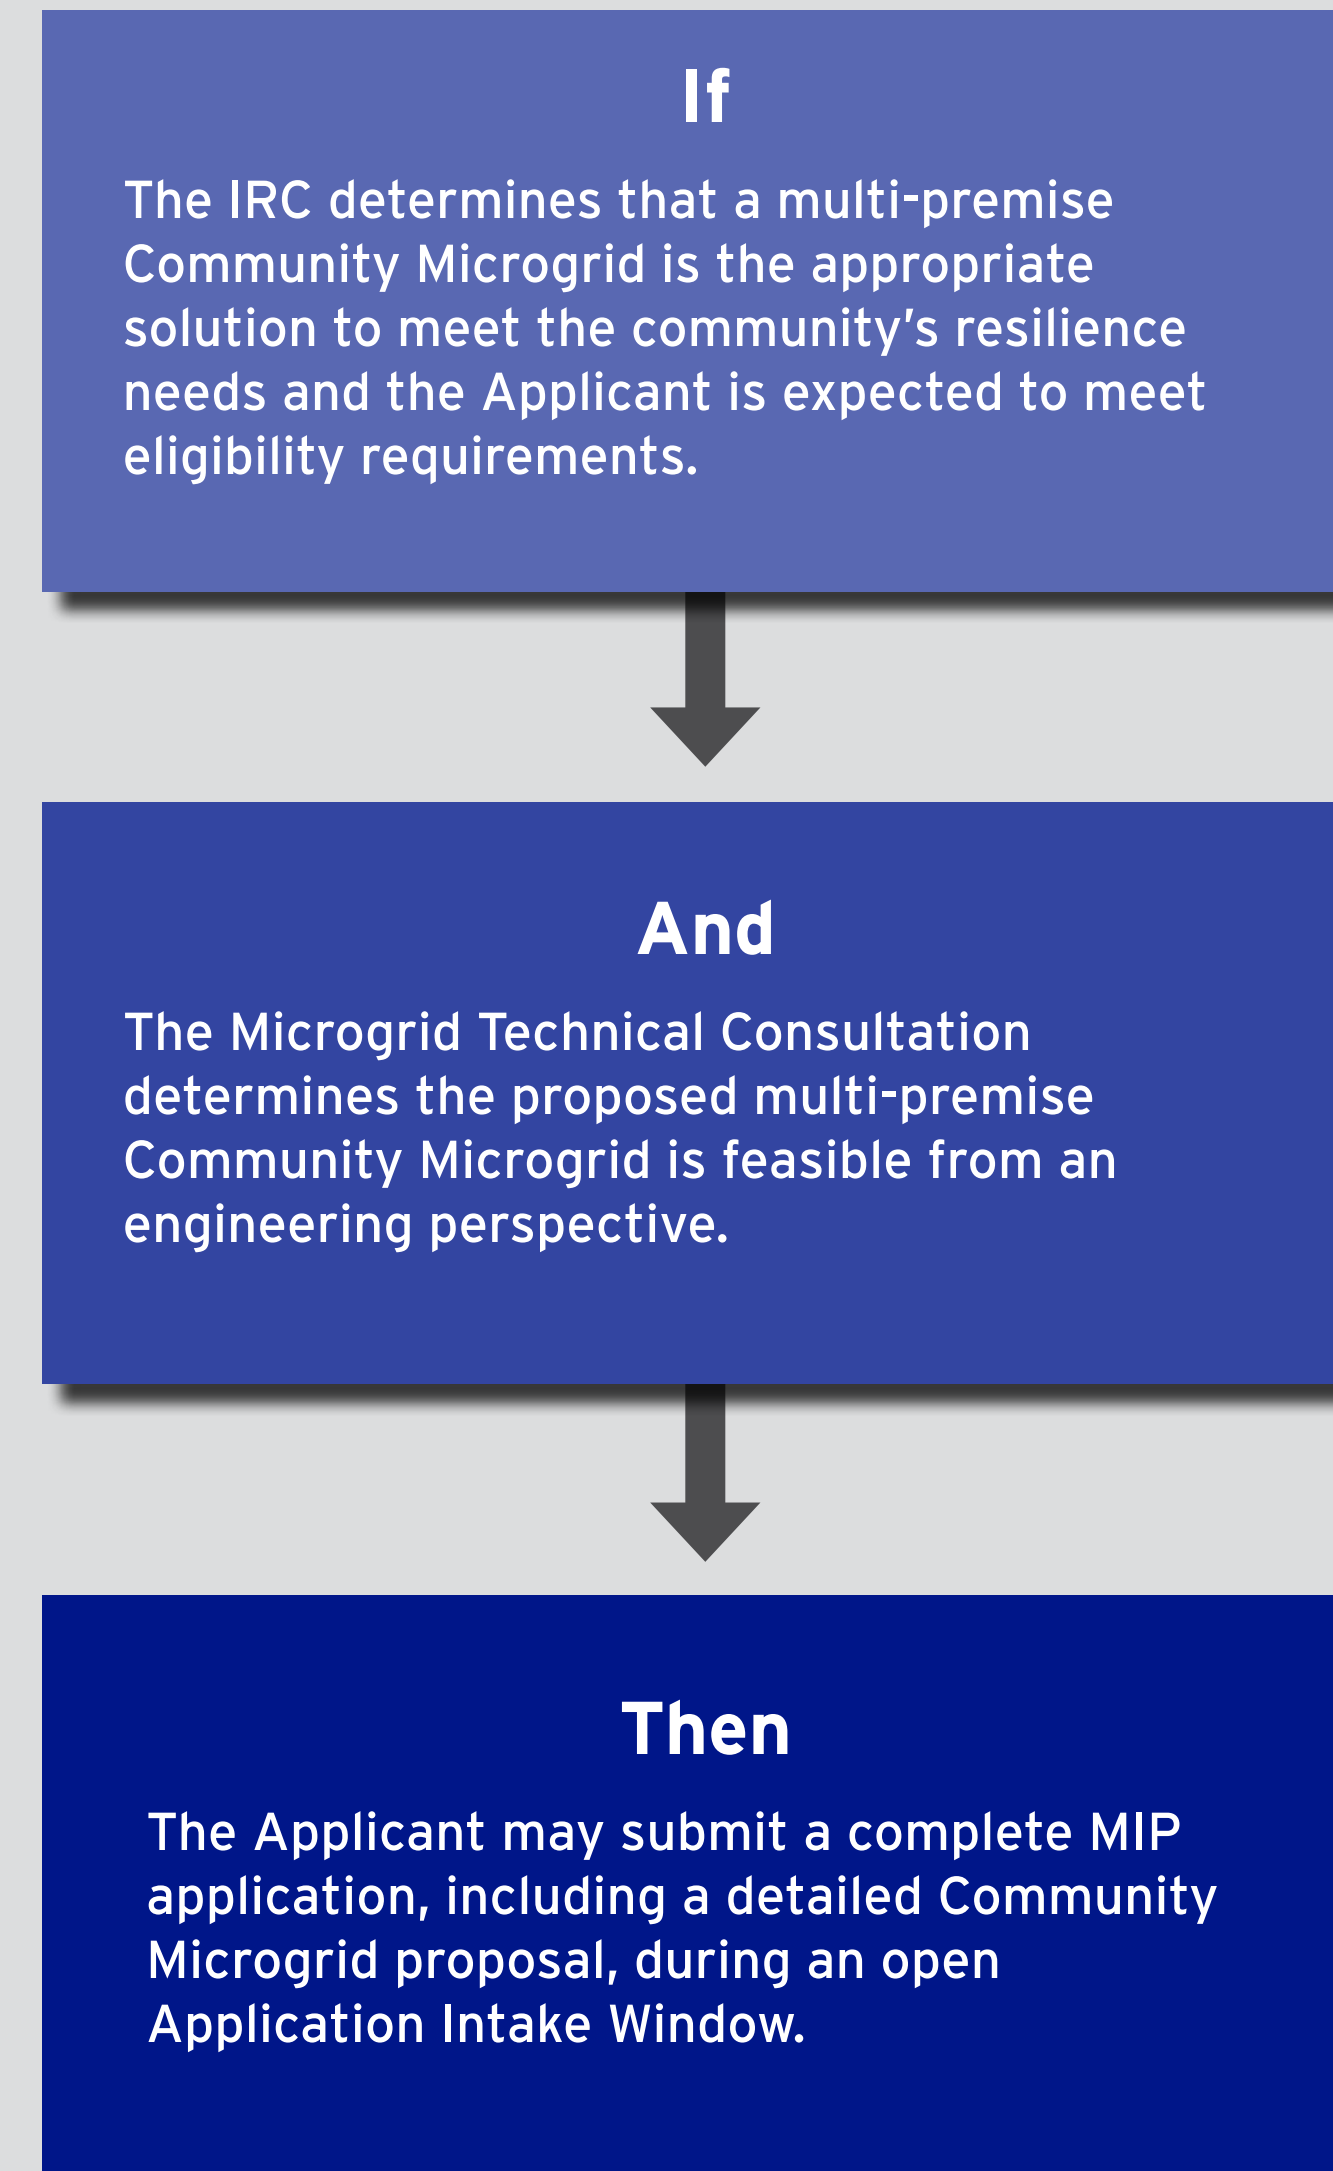 If
The IRC determines that a multi-premise
Community Microgrid is the appropriate
solution to meet the community’s resilience
needs and the Applicant is expected to meet
eligibility requirements.
And
The Microgrid Technical Consultation
determines the proposed multi-premise
Community Microgrid is feasible from an
engineering perspective.
Then
The Applicant may submit a complete MIP
application, including a detailed Community
Microgrid proposal, during an open
Application Intake Window.